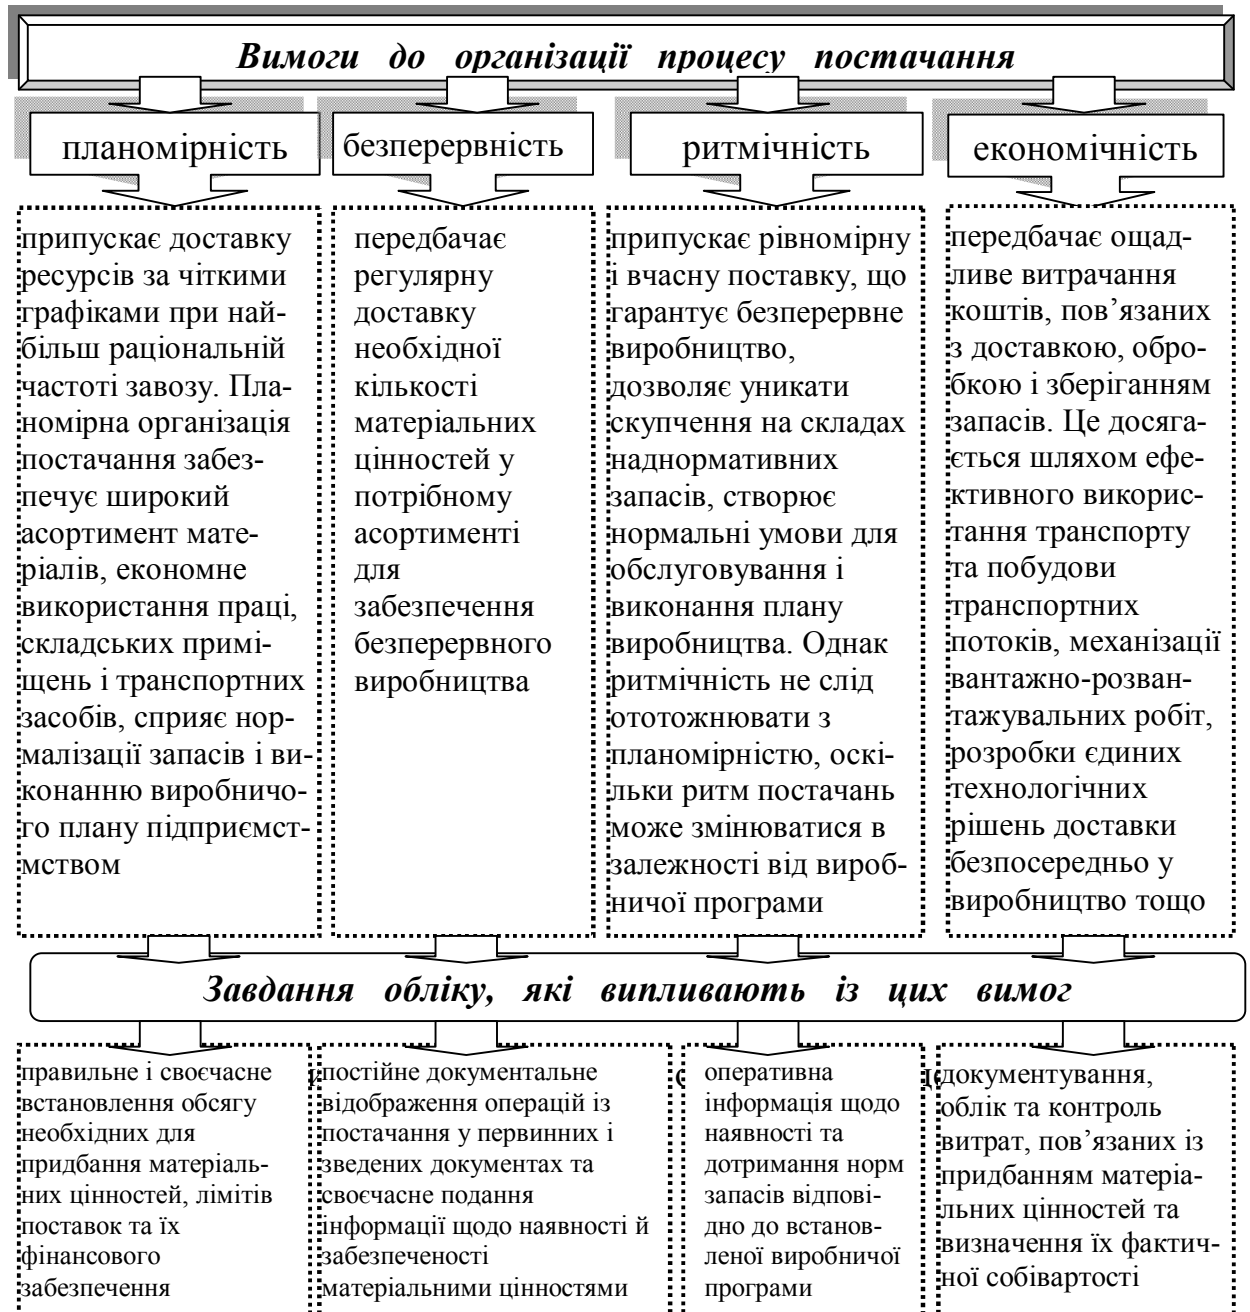 Вимоги до організації процесу постачання
планомірність
безперервність
ритмічність
економічність
припускає доставку
ресурсів за чіткими
графіками при най-
більш раціональній
частоті завозу. Пла-
номірна організація
постачання забез-
печує широкий
асортимент мате-
ріалів, економне
використання праці,
складських примі-
щень і транспортних
засобів, сприяє нор-
малізації запасів і ви-
конанню виробничо-
го плану підприємст-
мством
передбачає
регулярну
доставку
необхідної
кількості
матеріальних
цінностей у
потрібному
асортименті
для
забезпечення
безперервного
виробництва
припускає рівномірну
і вчасну поставку, що
гарантує безперервне
виробництво,
дозволяє уникати
скупчення на складах
наднормативних
запасів, створює
нормальні умови для
обслуговування і
виконання плану
виробництва. Однак
ритмічність не слід
ототожнювати з
планомірністю, оскі-
льки ритм постачань
може змінюватися в
залежності від вироб-
ничої програми
передбачає ощад-
ливе витрачання
коштів, пов’язаних
з доставкою, обро-
бкою і зберіганням
запасів. Це досяга-
ється шляхом ефе-
ктивного викорис-
тання транспорту
та побудови
транспортних
потоків, механізації
вантажно-розван-
тажувальних робіт,
розробки єдиних
технологічних
рішень доставки
безпосередньо у
виробництво тощо
Завдання обліку, які випливають із цих вимог
правильне і своєчасне
встановлення обсягу
необхідних для
придбання матеріаль-
них цінностей, лімітів
поставок та їх
фінансового
забезпечення
постійне документальне
відображення операцій із
постачання у первинних і
зведених документах та
своєчасне подання
інформації щодо наявності й
забезпеченості
матеріальними цінностями
оперативна
інформація щодо
наявності та
дотримання норм
запасів відпові-
дно до встанов-
леної виробничої
програми
документування,
облік та контроль
витрат, пов’язаних із
придбанням матеріа-
льних цінностей та
визначення їх фактич-
ної собівартості